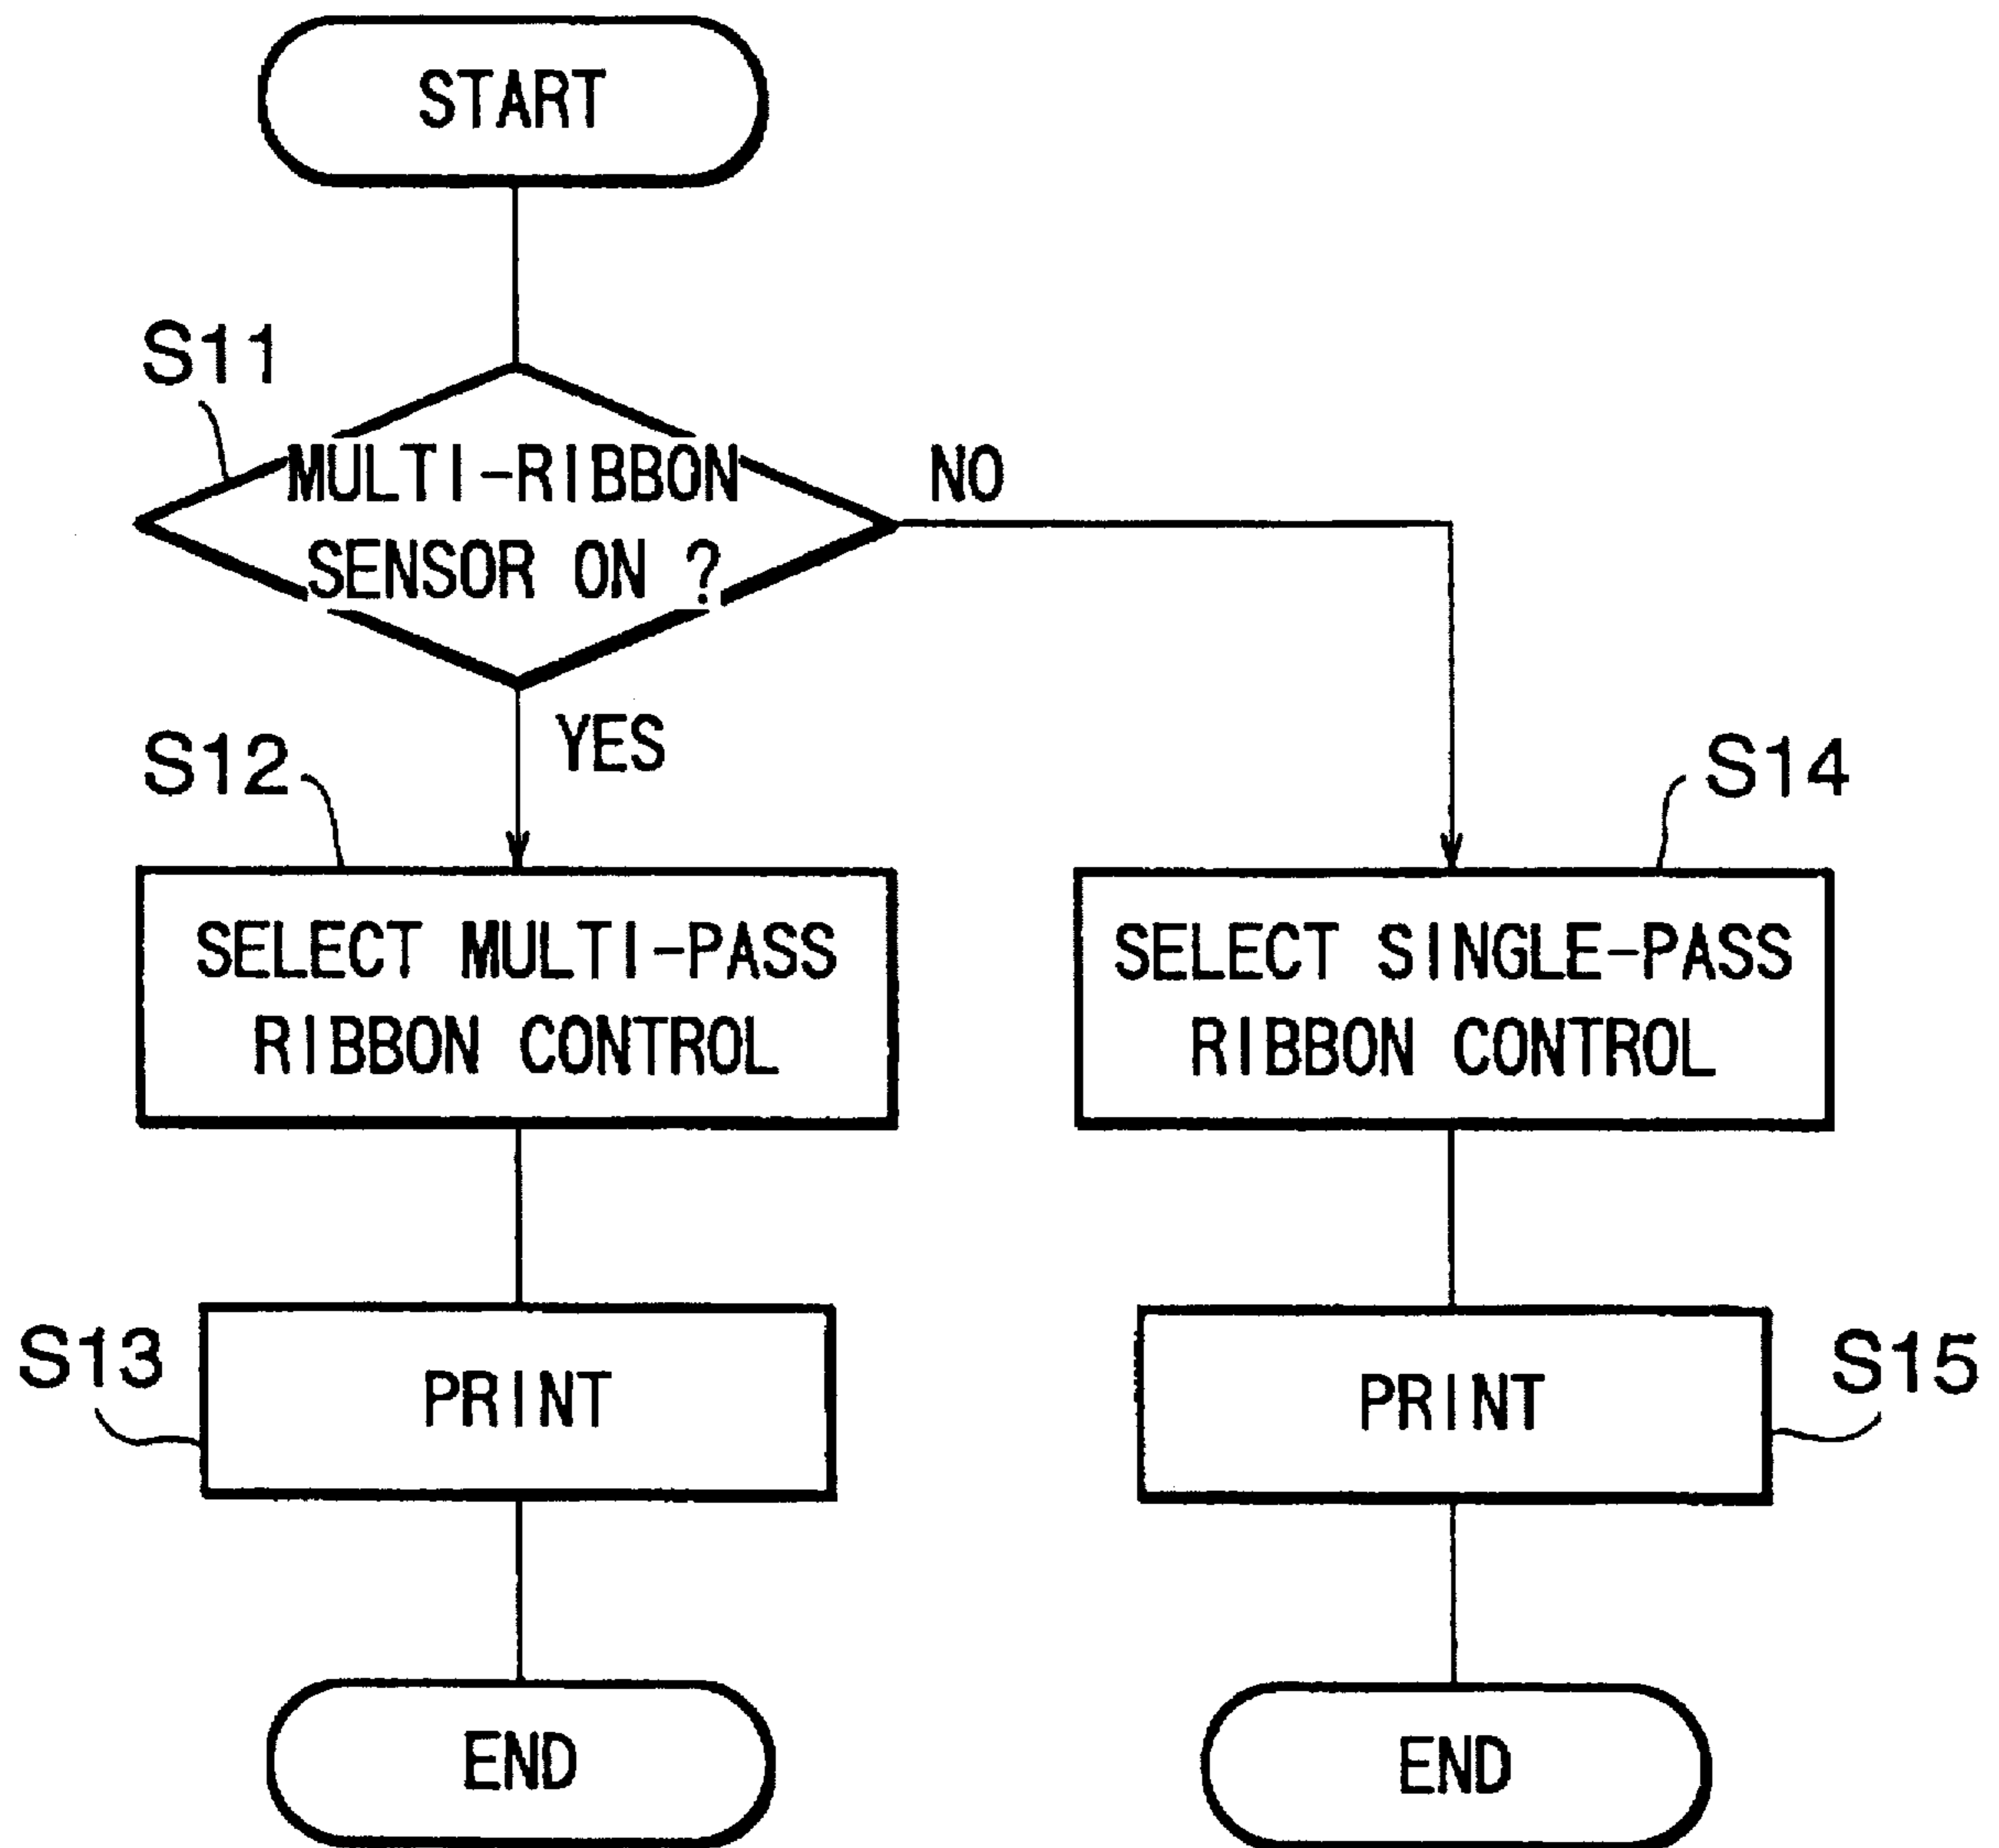 START
S11
MULTI-RIBBON
SENSOR ON ?
NO
YES
S12
SELECT MULTI-PASS
RIBBON CONTROL
S14
SELECT SINGLE-PASS
RIBBON CONTROL
S13
PRINT
PRINT
S15
END
END